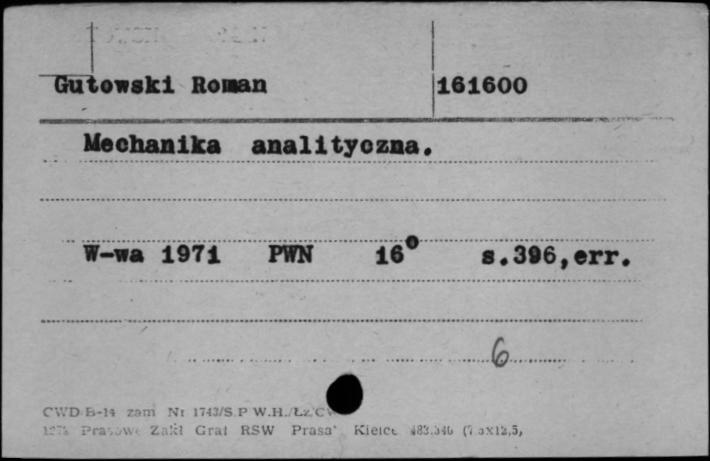 Gutowski Roman 161600
Mechanika analityczna.
W-wa 1971 PWN 16° s.396,err.
6
CWD B-14 zam Nr 1743/S.P W.H./Łz.
Zakł Graf RSW Prasa" Kielce